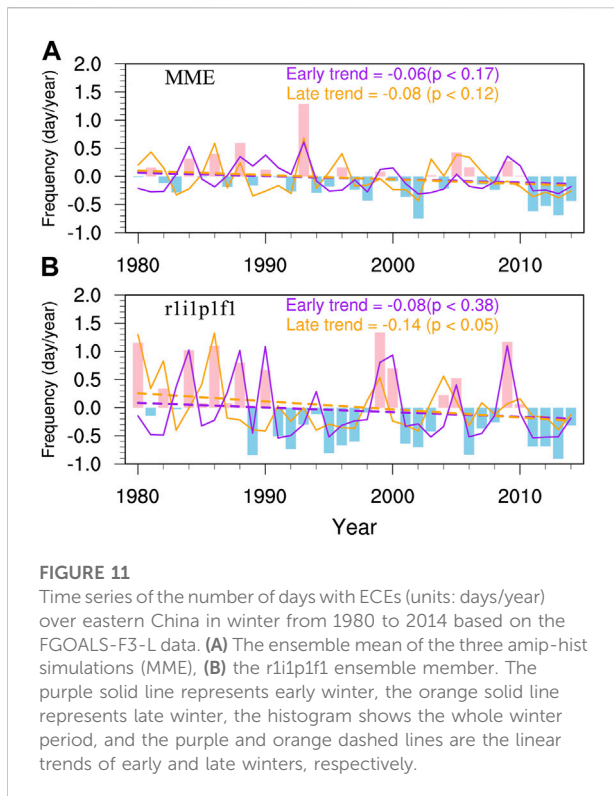 A
MME
Early trend = -0.06(p < 0.17)
Late trend = -0.08 (p < 0.12)
Frequency (day/year)
2.0
1.5
1.0
0.5
0.0
-0.5
-1.0
1980
1990
2000
2010
B
r1i1p1f1
Early trend = -0.08(p < 0.38)
Late trend = -0.14 (p < 0.05)
Frequency (day/year)
2.0
1.5
1.0
0.5
0.0
-0.5
-1.0
1980
1990
2000
2010
Year
FIGURE 11
Time series of the number of days with ECEs (units: days/year)
over eastern China in winter from 1980 to 2014 based on the
FGOALS-F3-L data. (A) The ensemble mean of the three amip-hist
simulations (MME), (B) the r1i1p1f1 ensemble member. The
purple solid line represents early winter, the orange solid line
represents late winter, the histogram shows the whole winter
period, and the purple and orange dashed lines are the linear
trends of early and late winters, respectively.